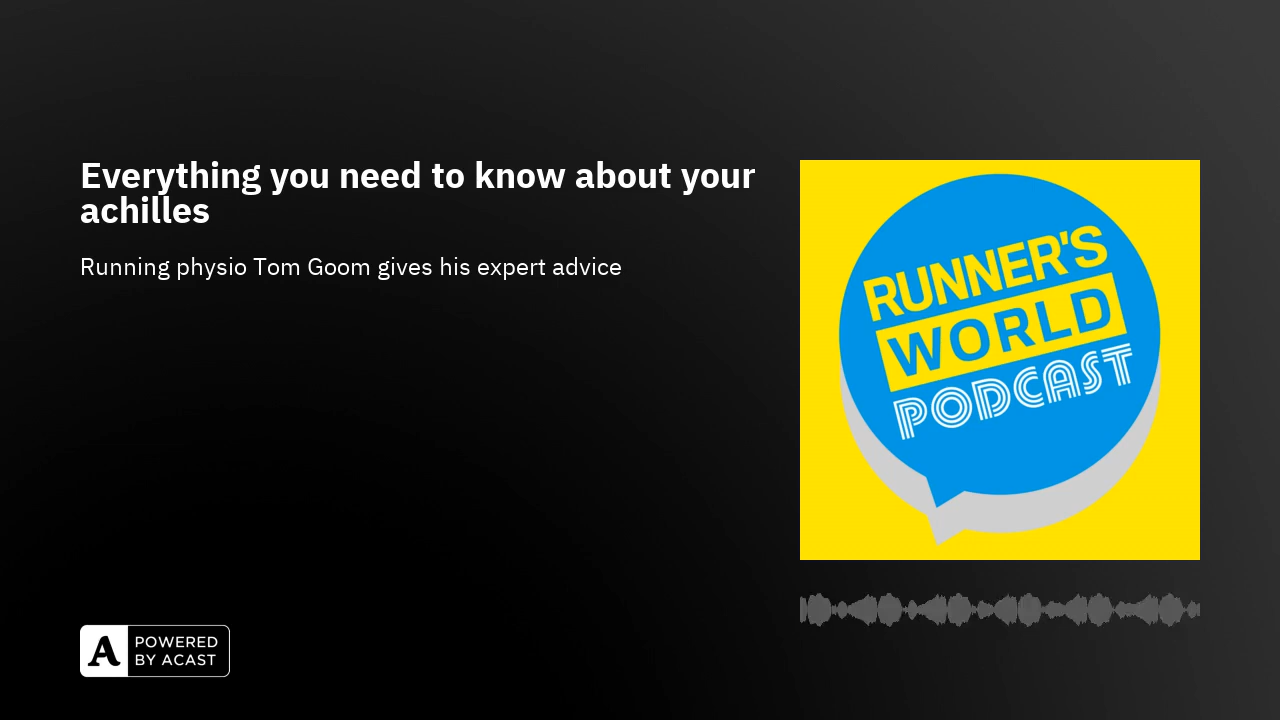 Everything you need to know about your
achilles
Running physio Tom Goom gives his expert advice
RUNNER'S
WORLD
PODCAST
A POWERED
BY ACAST